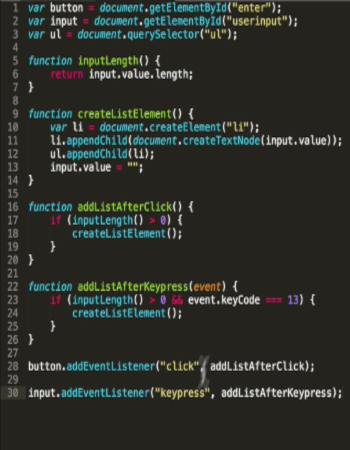 1 var button = document.getElementById("enter");
2 var input = document.getElementById("userinput");
3 var ul = document.querySelector("ul");
4
5 function inputLength() {
6     return input.value.length;
7 }
8
9 function createListElement() {
10     var li = document.createElement("li");
11     li.appendChild(document.createTextNode(input.value));
12     ul.appendChild(li);
13     input.value = "";
14 }
15
16 function addListAfterClick() {
17     if (inputLength() > 0) {
18         createListElement();
19     }
20 }
21
22 function addListAfterKeypress(event) {
23     if (inputLength() > 0 && event.keyCode === 13) {
24         createListElement();
25     }
26 }
27
28 button.addEventListener("click", addListAfterClick);
29
30 input.addEventListener("keypress", addListAfterKeypress);